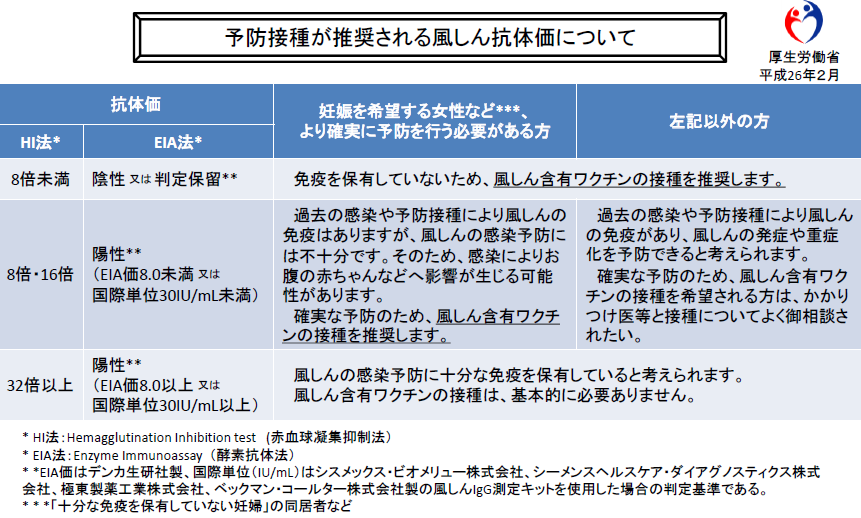 予防接種が推奨される風しん抗体価について
厚生労働省
平成26年2月
抗体価
妊娠を希望する女性など***、
より確実に予防を行う必要がある方
左記以外の方
HI法*
EIA法*
8倍未満
陰性 又は 判定保留**
免疫を保有していないため、風しん含有ワクチンの接種を推奨します。
8倍・16倍
陽性**
（EIA価8.0未満 又は
国際単位30IU/mL未満）
過去の感染や予防接種により風しんの
免疫はありますが、風しんの感染予防に
は不十分です。そのため、感染によりお
腹の赤ちゃんなどへ影響が生じる可能
性があります。
確実な予防のため、風しん含有ワクチ
ンの接種を推奨します。
過去の感染や予防接種により風しん
の免疫があり、風しんの発症や重症
化を予防できると考えられます。
確実な予防のため、風しん含有ワク
チンの接種を希望される方は、かかり
つけ医等と接種についてよく御相談さ
れたい。
32倍以上
陽性**
（EIA価8.0以上 又は
国際単位30IU/mL以上）
風しんの感染予防に十分な免疫を保有していると考えられます。
風しん含有ワクチンの接種は、基本的に必要ありません。
* HI法：Hemagglutination Inhibition test （赤血球凝集抑制法）
* EIA法：Enzyme Immunoassay （酵素抗体法）
* *EIA価はデンカ生研社製、国際単位（IU/mL）はシスメックス・ビオメリュー株式会社、シーメンスヘルスケア・ダイアグノスティクス株式
会社、極東製薬工業株式会社、ベックマン・コールター株式会社製の風しんIgG測定キットを使用した場合の判定基準である。
* * *「十分な免疫を保有していない妊婦」の同居者など